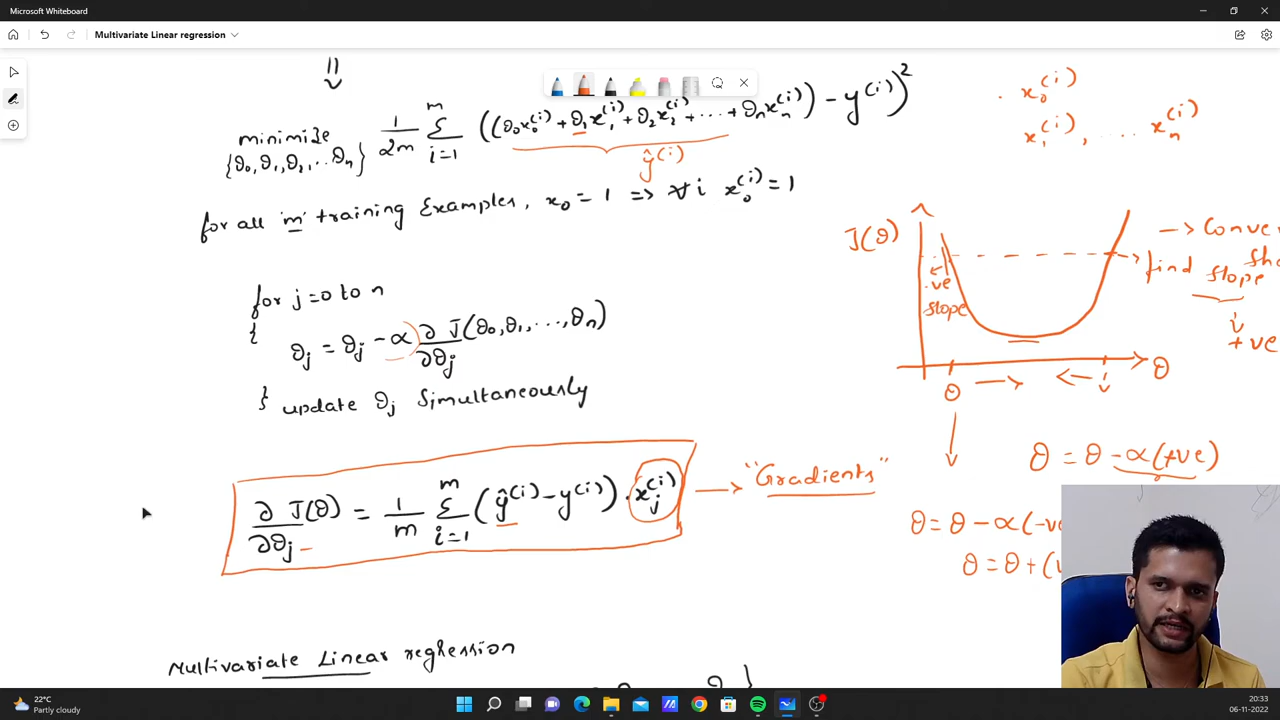 Microsoft Whiteboard
Multivariate Linear regression
minimize {θ₀,θ₁,θ₂,...θₙ} 1/2m Σ_{i=1}^{m} ((θ₀x₀⁽ⁱ⁾+θ₁x₁⁽ⁱ⁾+θ₂x₂⁽ⁱ⁾+...+θₙxₙ⁽ⁱ⁾) - y⁽ⁱ⁾)²
ŷ⁽ⁱ⁾
x₀⁽ⁱ⁾
x₁⁽ⁱ⁾, .... xₙ⁽ⁱ⁾
for all 'm' training Examples, x₀ = 1 => ∀ i x₀⁽ⁱ⁾ = 1
for j=0 to n
{
θⱼ = θⱼ - α ∂/∂θⱼ J(θ₀,θ₁,...,θₙ)
} update θⱼ Simultaneously
∂J(θ)/∂θⱼ = 1/m Σ_{i=1}^{m} (ŷ⁽ⁱ⁾ - y⁽ⁱ⁾) · xⱼ⁽ⁱ⁾ → "Gradients"
J(θ)
find slope
-ve
slope
+ve
θ
θ
θ = θ - α(+ve)
θ = θ - α(-v
θ = θ + (
Multivariate Linear regression
22°C
Partly cloudy
20:33
06-11-2022